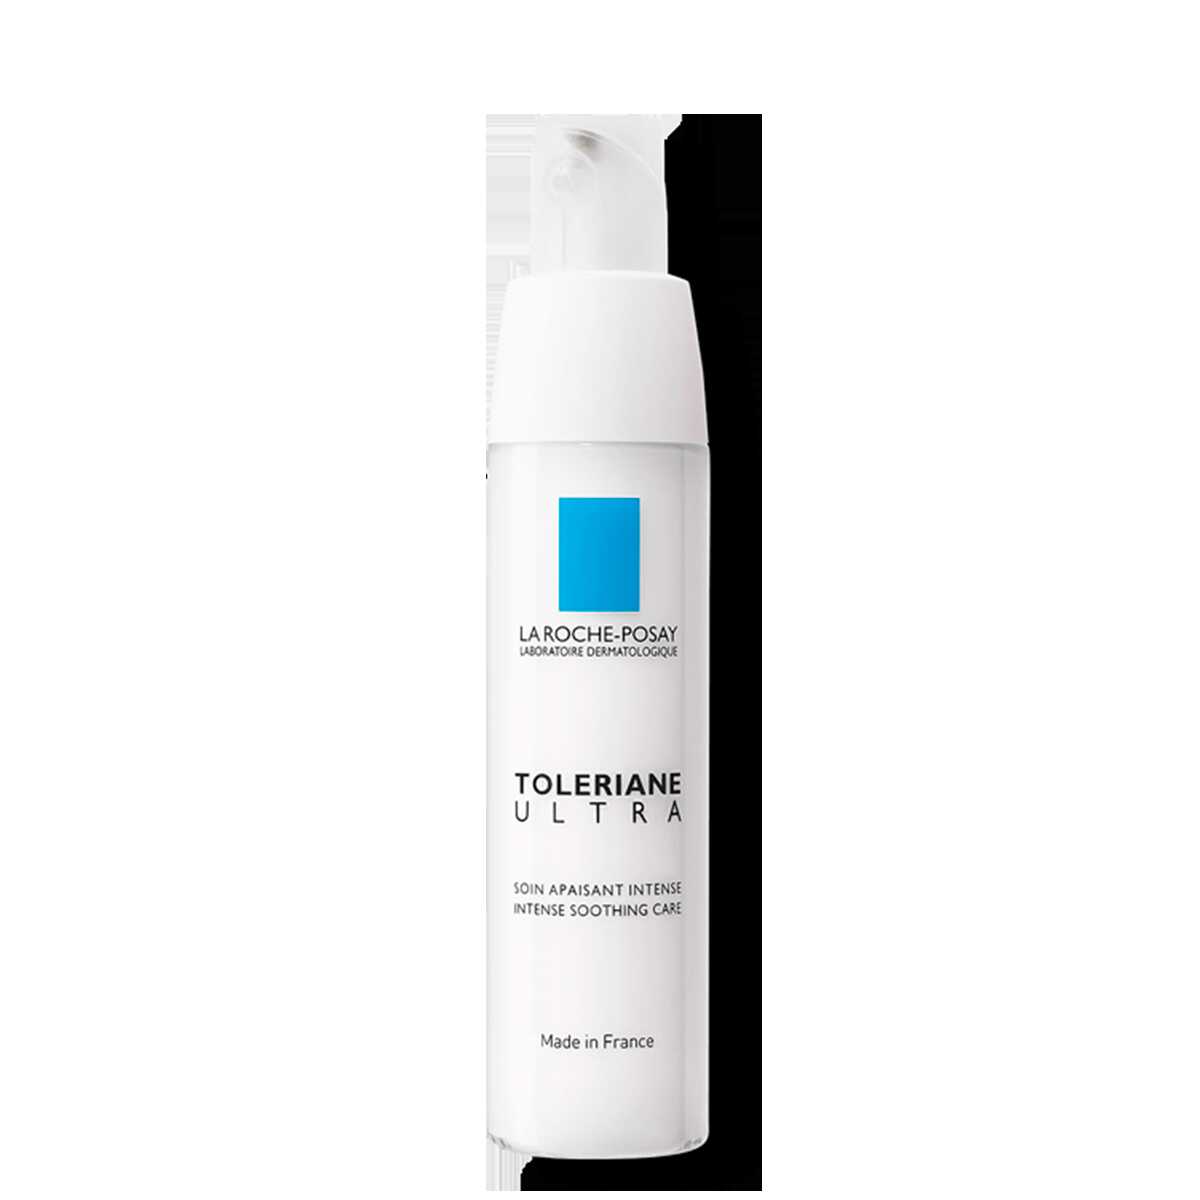 LA ROCHE-POSAY
LABORATOIRE DERMATOLOGIQUE
TOLERIANE
ULTRA
SOIN APAISANT INTENSE
INTENSE SOOTHING CARE
Made in France